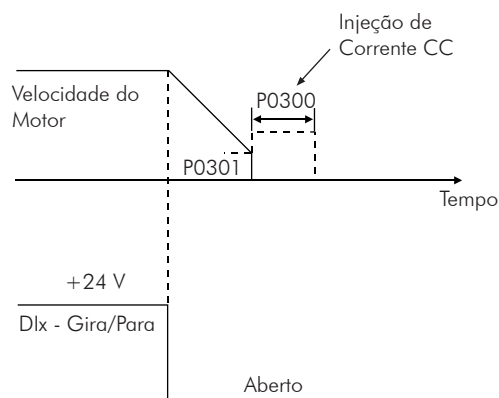 Injeção de
Corrente CC
Velocidade do
Motor
P0300
P0301
Tempo
+24 V
DIx - Gira/Para
Aberto